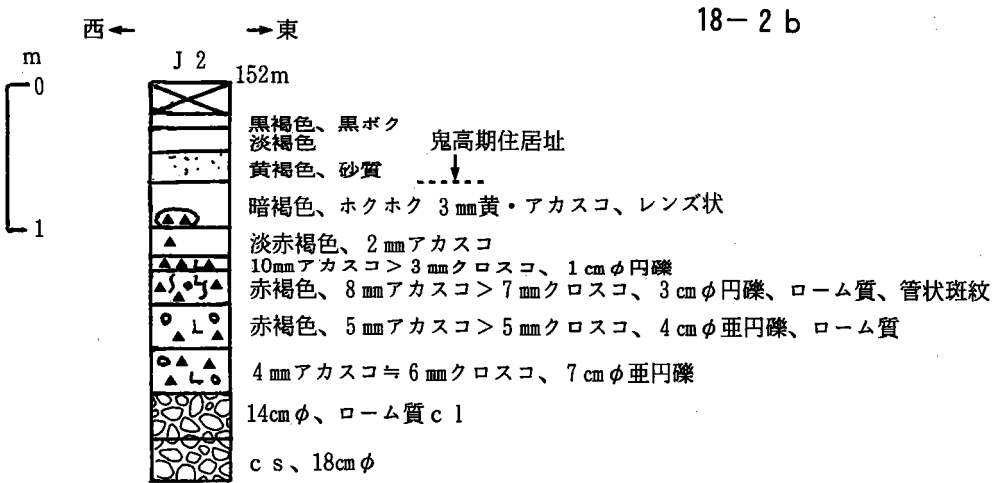 18-2b
西← →東
m
J2
152m
0
黒褐色、黒ボク
淡褐色
鬼高期住居址
黄褐色、砂質
暗褐色、ホクホク 3㎜黄・アカスコ、レンズ状
1
淡赤褐色、2㎜アカスコ
10㎜アカスコ>3㎜クロスコ、1㎝φ円礫
赤褐色、8㎜アカスコ>7㎜クロスコ、3㎝φ円礫、ローム質、管状斑紋
赤褐色、5㎜アカスコ>5㎜クロスコ、4㎝φ亜円礫、ローム質
4㎜アカスコ≒6㎜クロスコ、7㎝φ亜円礫
14㎝φ、ローム質cl
cs、18㎝φ